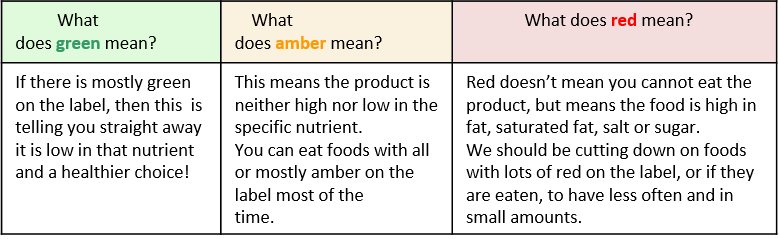 What
does green mean?
What
does amber mean?
What does red mean?
If there is mostly green
on the label, then this is
telling you straight away
it is low in that nutrient
and a healthier choice!
This means the product is
neither high nor low in the
specific nutrient.
You can eat foods with all
or mostly amber on the
label most of the
time.
Red doesn’t mean you cannot eat the
product, but means the food is high in
fat, saturated fat, salt or sugar.
We should be cutting down on foods
with lots of red on the label, or if they
are eaten, to have less often and in
small amounts.